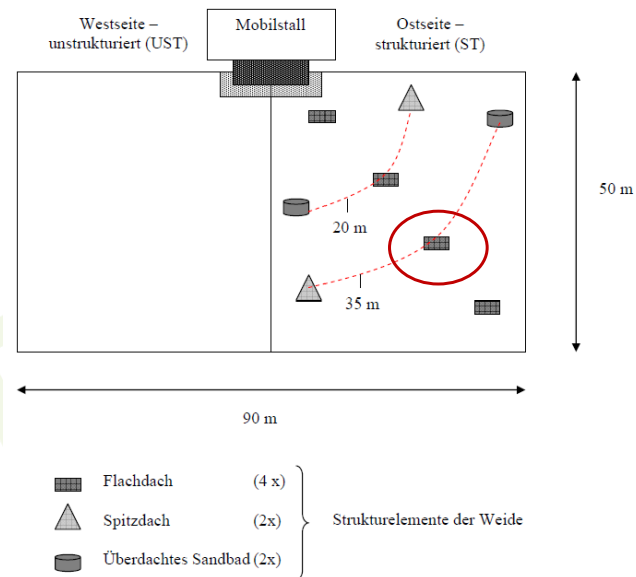 Westseite –
unstrukturiert (UST)
Mobilstall
Ostseite –
strukturiert (ST)
50 m
20 m
35 m
90 m
Flachdach (4 x)
Spitzdach (2x)
Überdachtes Sandbad (2x)
Strukturelemente der Weide